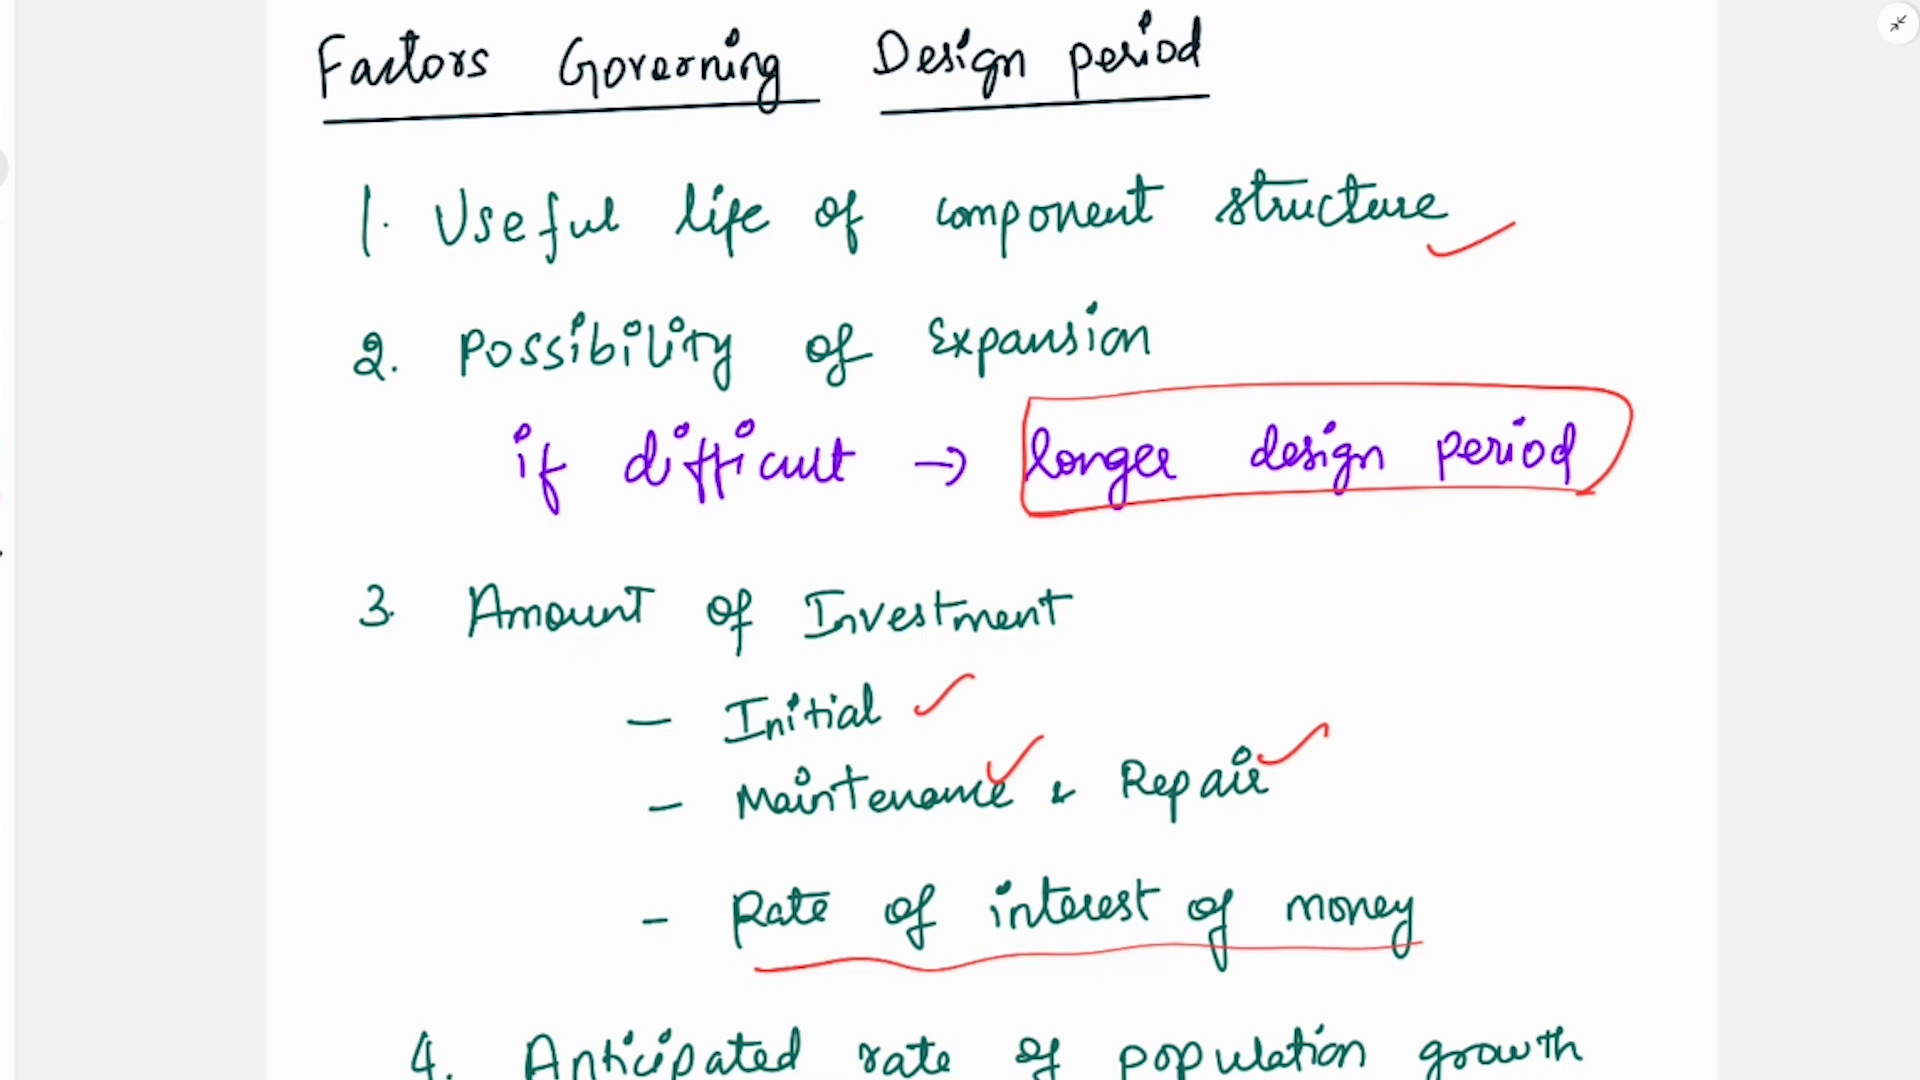 Factors Governing Design period
1. Useful life of component structure
2. Possibility of Expansion
if difficult → longer design period
3. Amount of Investment
- Initial
- Maintenance & Repair
- Rate of interest of money
4. Anticipated rate of population growth